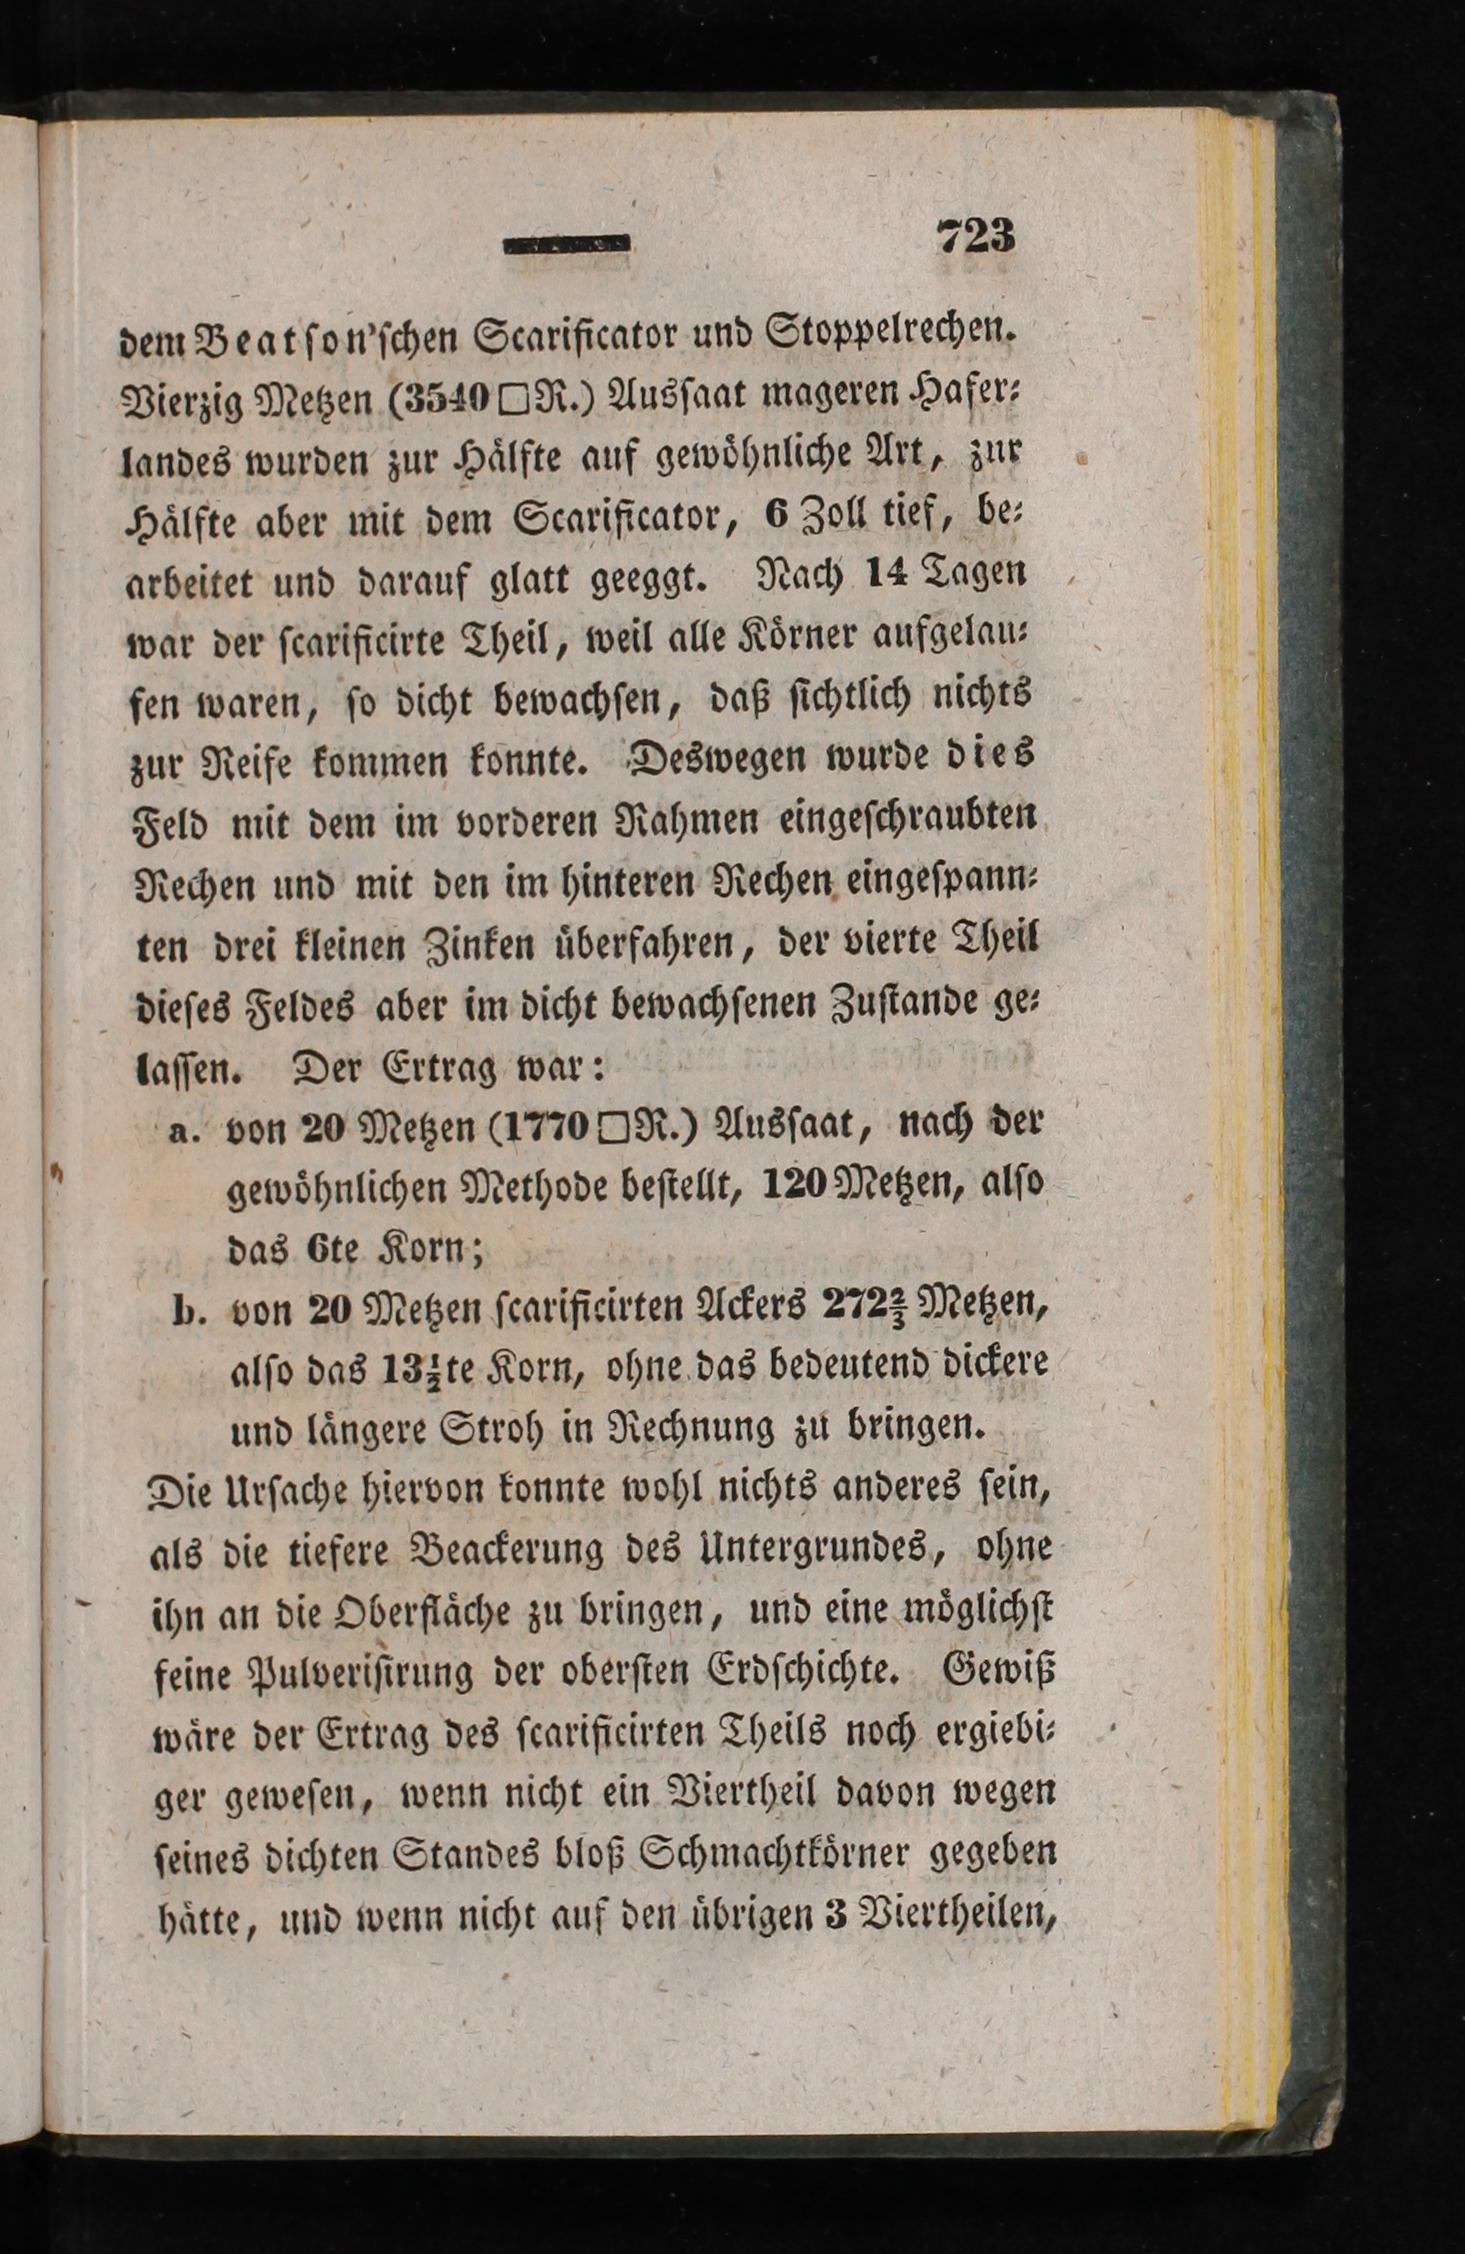 723
dem Beatſon'ſchen Scarificator und Stoppelrechen.
Vierzig Metzen (3540 □R.) Ausſaat mageren Hafer⸗
landes wurden zur Hälfte auf gewöhnliche Art, zur
Hälfte aber mit dem Scarificator, 6 Zoll tief, be⸗
arbeitet und darauf glatt geeggt. Nach 14 Tagen
war der ſcarificirte Theil, weil alle Körner aufgelau⸗
fen waren, ſo dicht bewachſen, daß ſichtlich nichts
zur Reife kommen konnte. Deswegen wurde dies
Feld mit dem im vorderen Rahmen eingeſchraubten
Rechen und mit den im hinteren Rechen eingeſpann⸗
ten drei kleinen Zinken überfahren, der vierte Theil
dieſes Feldes aber im dicht bewachſenen Zuſtande ge⸗
laſſen. Der Ertrag war:
a. von 20 Metzen (1770 □R.) Ausſaat, nach der
gewöhnlichen Methode beſtellt, 120 Metzen, alſo
das 6te Korn;
b. von 20 Metzen ſcarificirten Ackers 272⅔ Metzen,
alſo das 13½te Korn, ohne das bedeutend dickere
und längere Stroh in Rechnung zu bringen.
Die Urſache hiervon konnte wohl nichts anderes ſein,
als die tiefere Beackerung des Untergrundes, ohne
ihn an die Oberfläche zu bringen, und eine möglichſt
feine Pulveriſirung der oberſten Erdſchichte. Gewiß
wäre der Ertrag des ſcarificirten Theils noch ergiebi⸗
ger geweſen, wenn nicht ein Viertheil davon wegen
ſeines dichten Standes bloß Schmachtkörner gegeben
hätte, und wenn nicht auf den übrigen 3 Viertheilen,